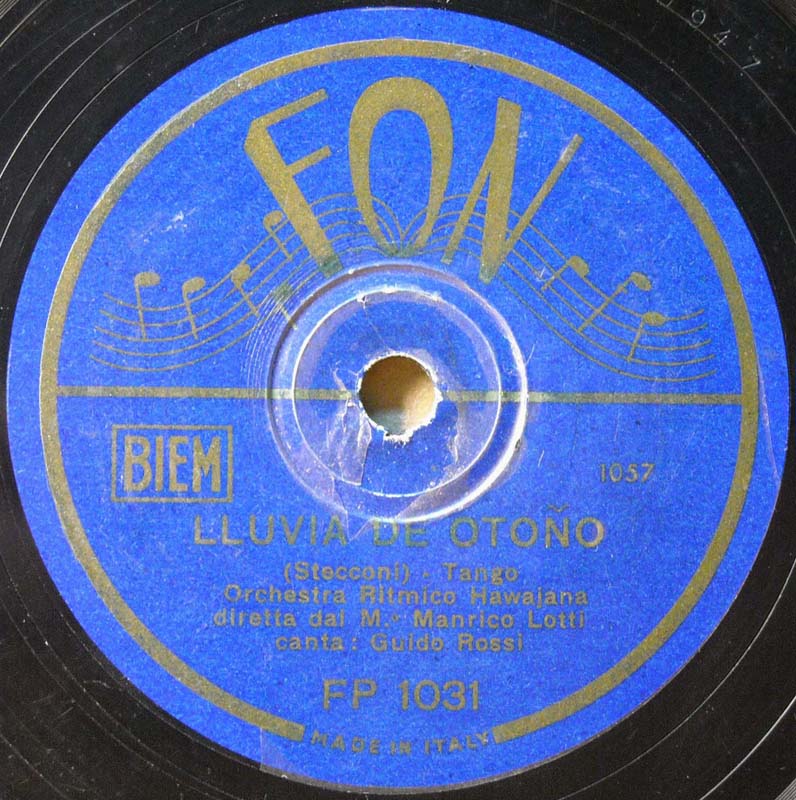 1047
FON
BIEM
1057
LLUVIA DE OTOÑO
(Stecconi) - Tango
Orchestra Ritmico Hawajana
diretta dal M.º Manrico Lotti
canta: Guido Rossi
FP 1031
MADE IN ITALY